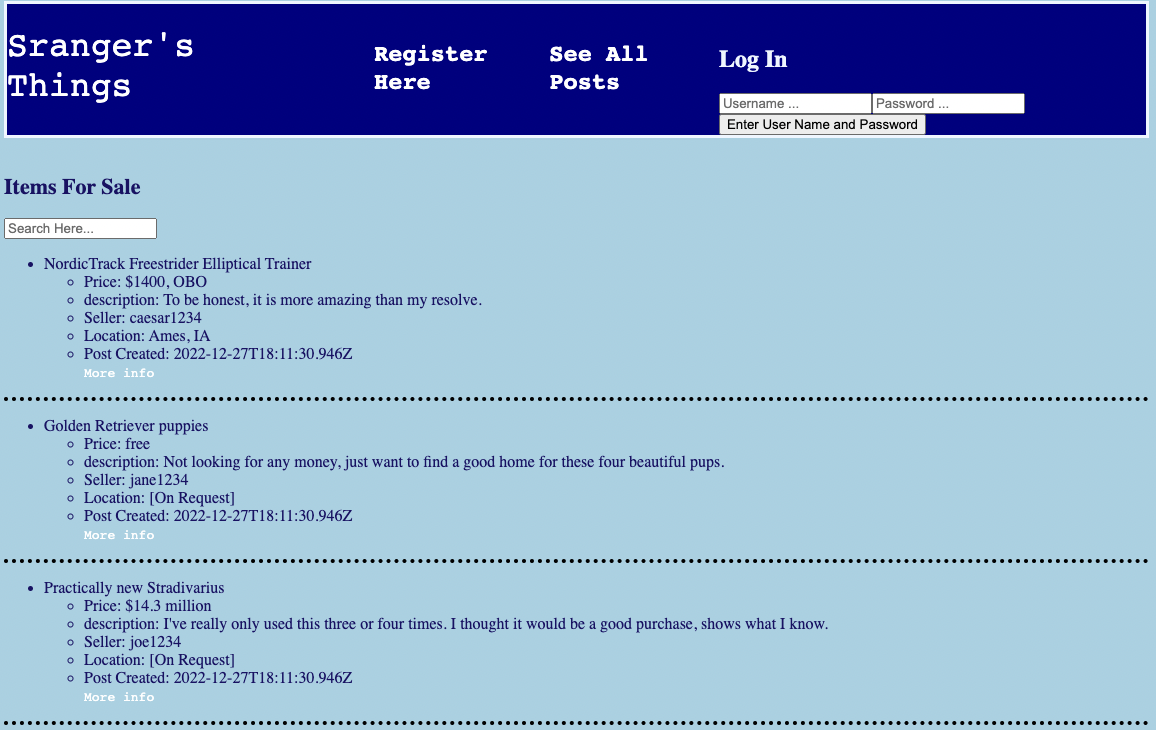 Sranger's
Things
Register
Here
See All
Posts
Log In
Username ...
Password ...
Enter User Name and Password
Items For Sale
Search Here...
NordicTrack Freestrider Elliptical Trainer
Price: $1400, OBO
description: To be honest, it is more amazing than my resolve.
Seller: caesar1234
Location: Ames, IA
Post Created: 2022-12-27T18:11:30.946Z
More info
Golden Retriever puppies
Price: free
description: Not looking for any money, just want to find a good home for these four beautiful pups.
Seller: jane1234
Location: [On Request]
Post Created: 2022-12-27T18:11:30.946Z
More info
Practically new Stradivarius
Price: $14.3 million
description: I've really only used this three or four times. I thought it would be a good purchase, shows what I know.
Seller: joe1234
Location: [On Request]
Post Created: 2022-12-27T18:11:30.946Z
More info